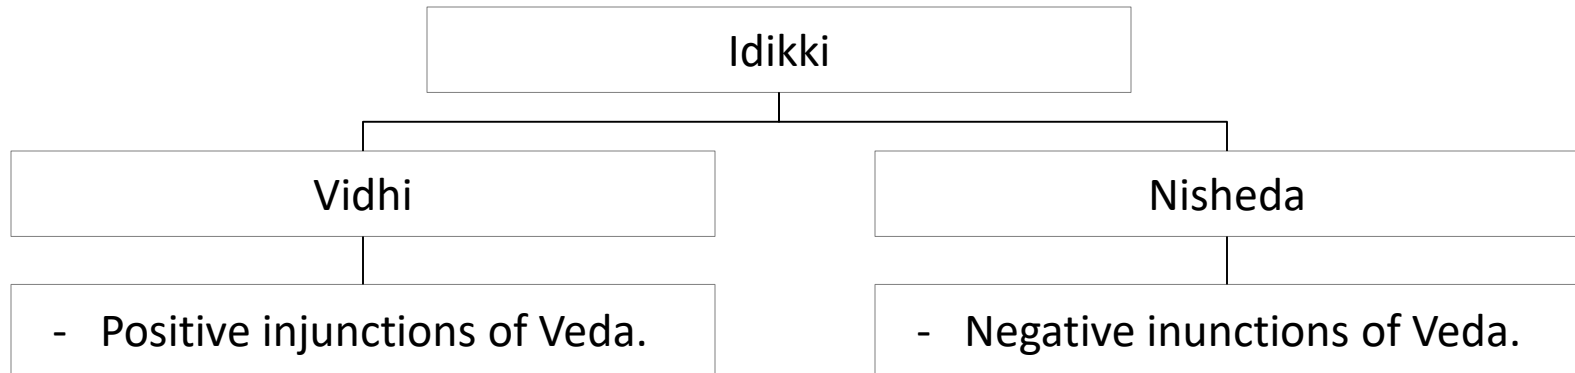 Idikki
Vidhi
Nisheda
- Positive injunctions of Veda.
- Negative inunctions of Veda.